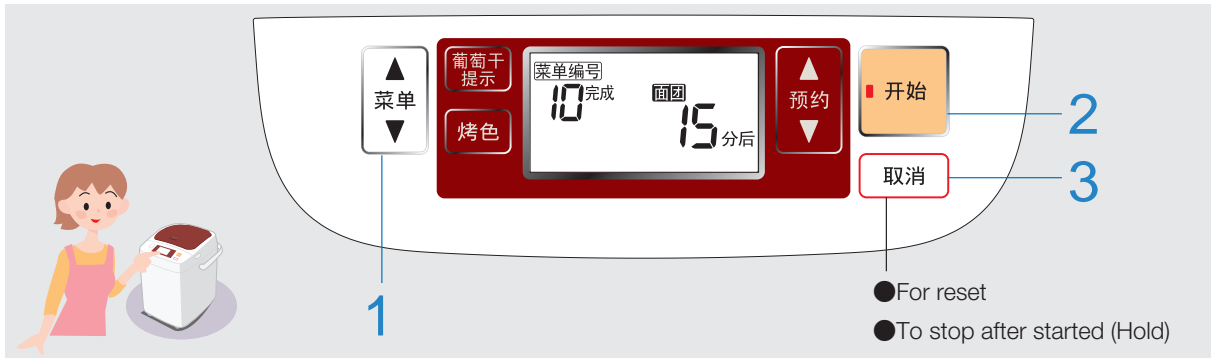 菜单
葡萄干
提示
烤色
菜单编号
10完成
面团
15分后
预约
开始
取消
1
2
3
●For reset
●To stop after started (Hold)